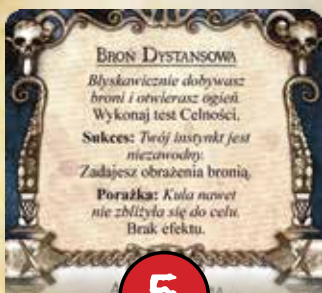 BROŃ DYSTANSOWA
Błyskawicznie dobywasz
broni i otwierasz ogień.
Wykonaj test Celności.
Sukces: Twój instynkt jest
niezawodny.
Zadajesz obrażenia bronią.
Porażka: Kula nawet
nie zbliżyła się do celu.
Brak efektu.
5